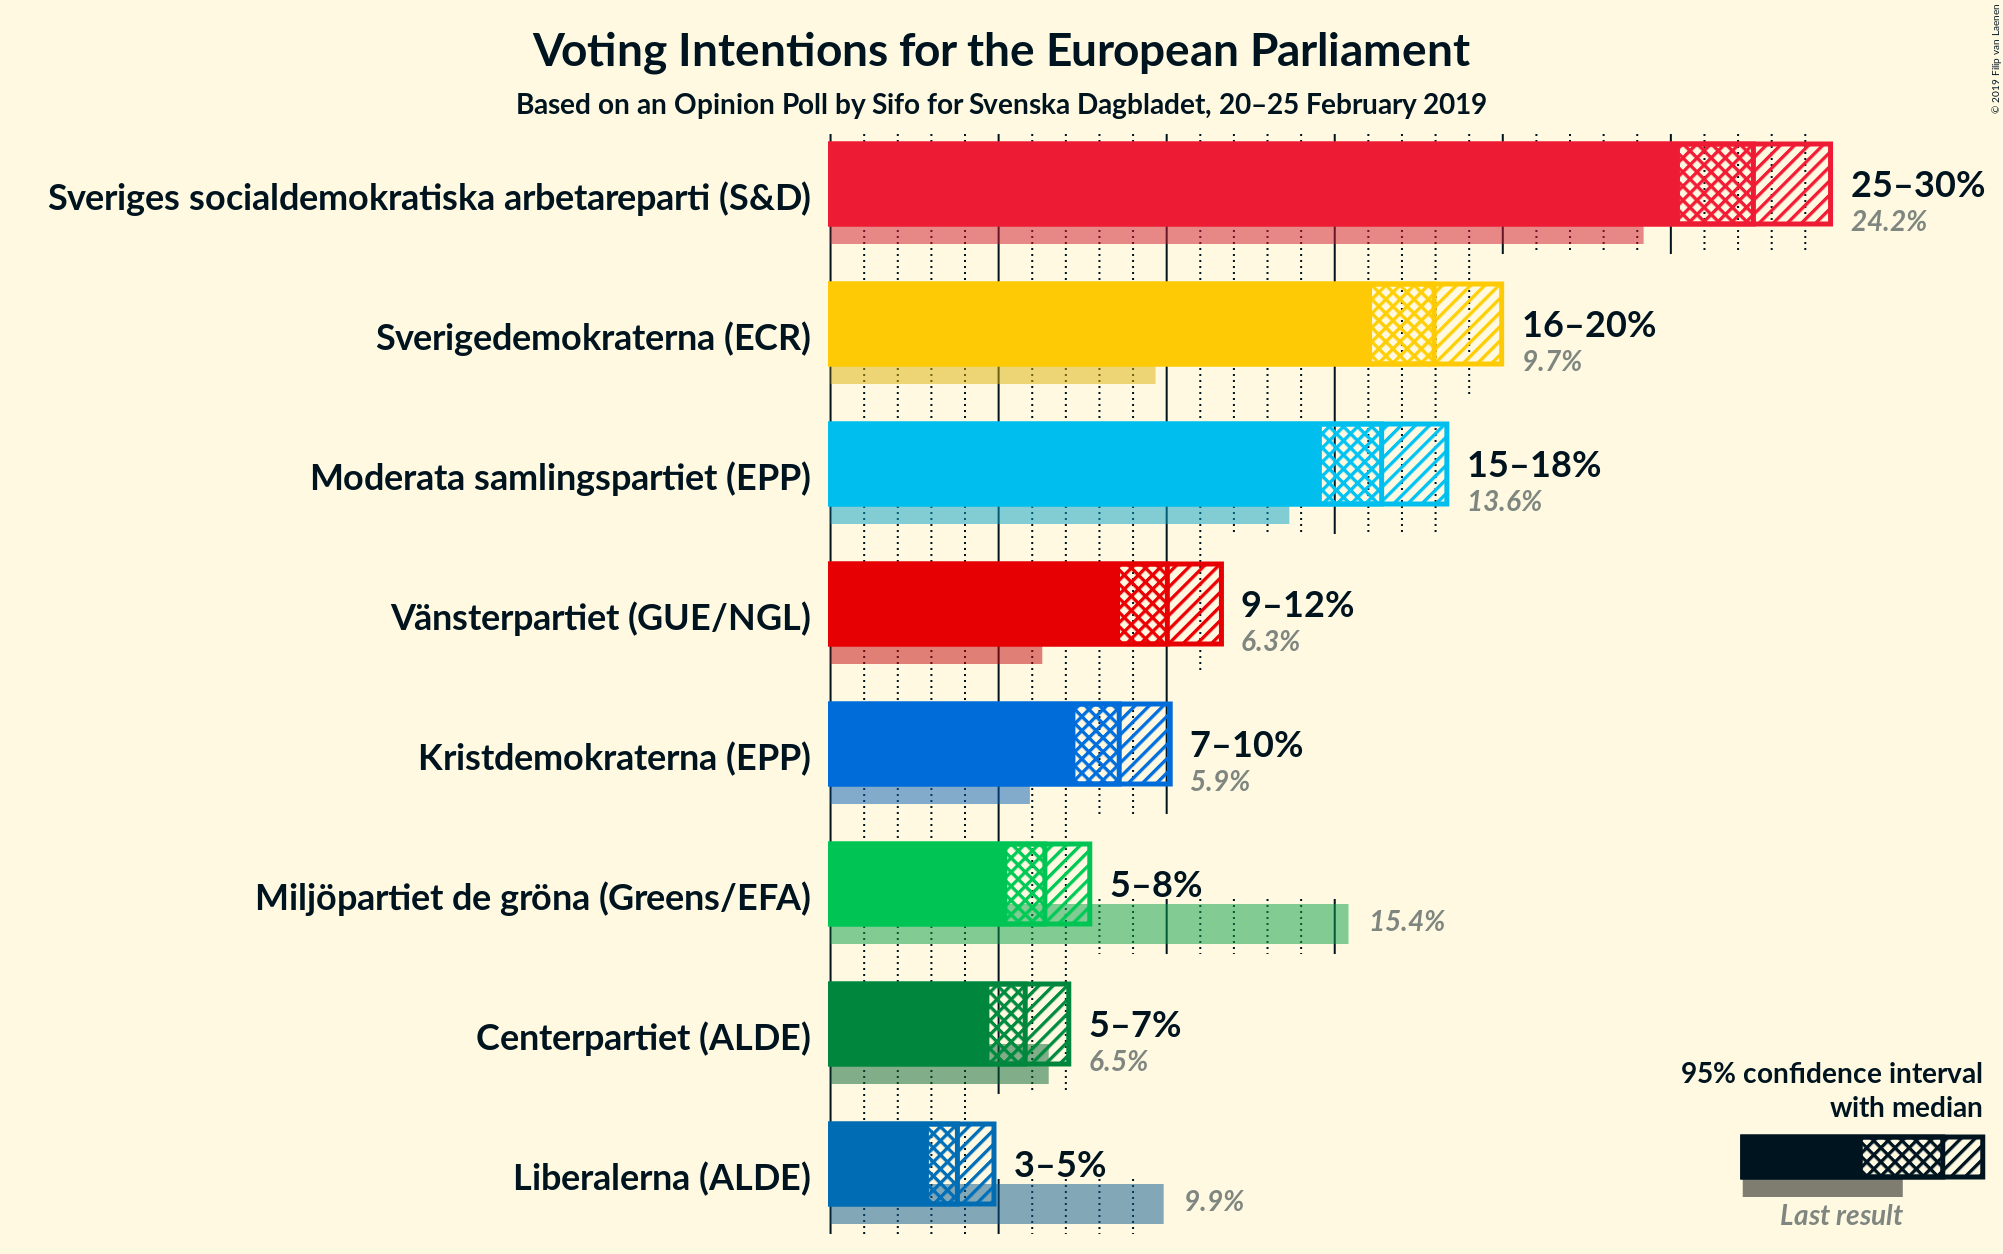 Voting Intentions for the European Parliament
Based on an Opinion Poll by Sifo for Svenska Dagbladet, 20–25 February 2019
© 2019 Filip van Laenen
Sveriges socialdemokratiska arbetareparti (S&D)
25–30%
24.2%
Sverigedemokraterna (ECR)
16–20%
9.7%
Moderata samlingspartiet (EPP)
15–18%
13.6%
Vänsterpartiet (GUE/NGL)
9–12%
6.3%
Kristdemokraterna (EPP)
7–10%
5.9%
Miljöpartiet de gröna (Greens/EFA)
5–8%
15.4%
Centerpartiet (ALDE)
5–7%
6.5%
Liberalerna (ALDE)
3–5%
9.9%
95% confidence interval
with median
Last result